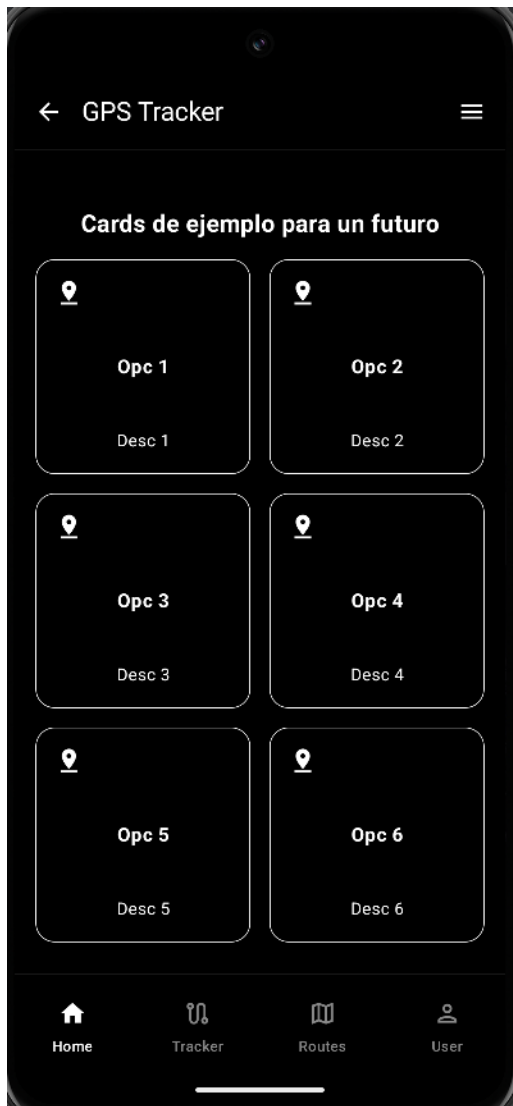 GPS Tracker
Cards de ejemplo para un futuro
Opc 1
Desc 1
Opc 2
Desc 2
Opc 3
Desc 3
Opc 4
Desc 4
Opc 5
Desc 5
Opc 6
Desc 6
Home
Tracker
Routes
User